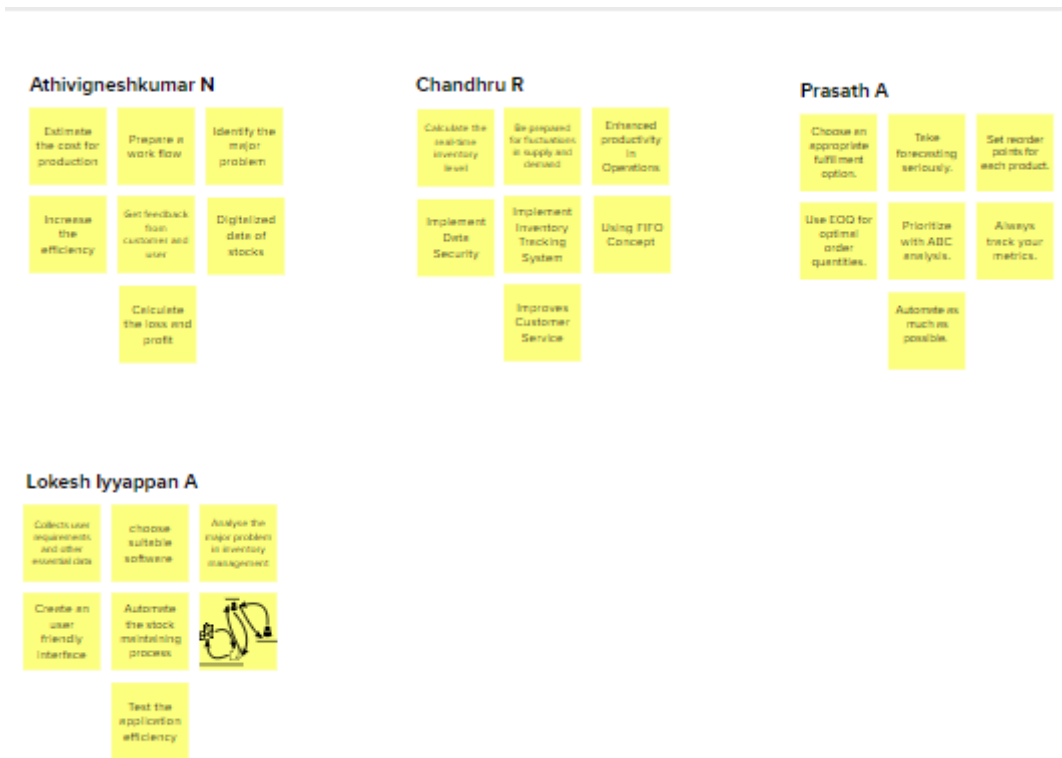 Athivigneshkumar N
Estimate
the cost for
production
Prepare a
work flow
Identify the
major
problem
Increase
the
efficiency
Get feedback
from
customer and
user
Digitalized
data of
stocks
Calculate
the loss and
profit
Chandhru R
Calculate the
real-time
inventory
level
Be prepared
for fluctuations
in supply and
demand
Enhanced
productivity
in
Operations
Implement
Data
Security
Implement
Inventory
Tracking
System
Using FIFO
Concept
Improves
Customer
Service
Prasath A
Choose an
appropriate
fulfillment
option.
Take
forecasting
seriously.
Set reorder
points for
each product.
Use EOQ for
optimal
order
quantities.
Prioritize
with ABC
analysis.
Always
track your
metrics.
Automate as
much as
possible.
Lokesh Iyyappan A
Collects user
requirements
and other
essential data
choose
suitable
software
Analyse the
major problem
in inventory
management
Create an
user
friendly
interface
Automate
the stock
maintaining
process
Test the
application
efficiency